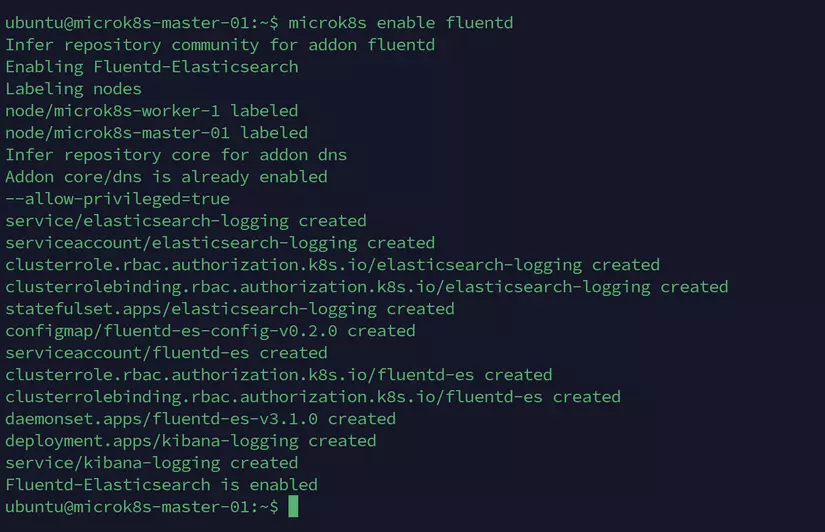 ubuntu@microk8s-master-01:~$ microk8s enable fluentd
Infer repository community for addon fluentd
Enabling Fluentd-Elasticsearch
Labeling nodes
node/microk8s-worker-1 labeled
node/microk8s-master-01 labeled
Infer repository core for addon dns
Addon core/dns is already enabled
--allow-privileged=true
service/elasticsearch-logging created
serviceaccount/elasticsearch-logging created
clusterrole.rbac.authorization.k8s.io/elasticsearch-logging created
clusterrolebinding.rbac.authorization.k8s.io/elasticsearch-logging created
statefulset.apps/elasticsearch-logging created
configmap/fluentd-es-config-v0.2.0 created
serviceaccount/fluentd-es created
clusterrole.rbac.authorization.k8s.io/fluentd-es created
clusterrolebinding.rbac.authorization.k8s.io/fluentd-es created
daemonset.apps/fluentd-es-v3.1.0 created
deployment.apps/kibana-logging created
service/kibana-logging created
Fluentd-Elasticsearch is enabled
ubuntu@microk8s-master-01:~$